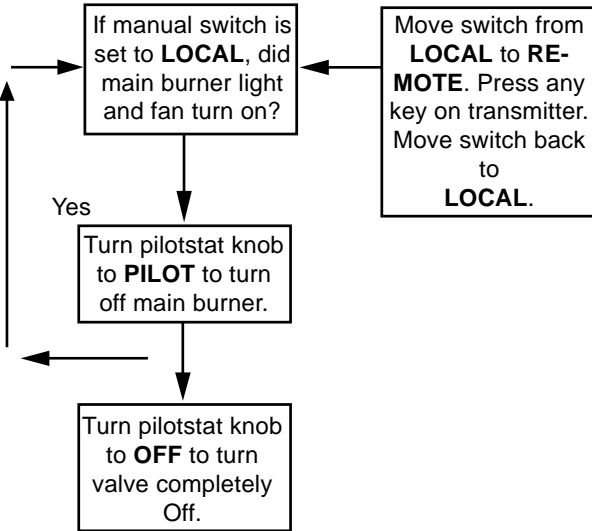 If manual switch is
set to LOCAL, did
main burner light
and fan turn on?
Move switch from
LOCAL to RE-
MOTE. Press any
key on transmitter.
Move switch back
to
LOCAL.
Yes
Turn pilotstat knob
to PILOT to turn
off main burner.
Turn pilotstat knob
to OFF to turn
valve completely
Off.